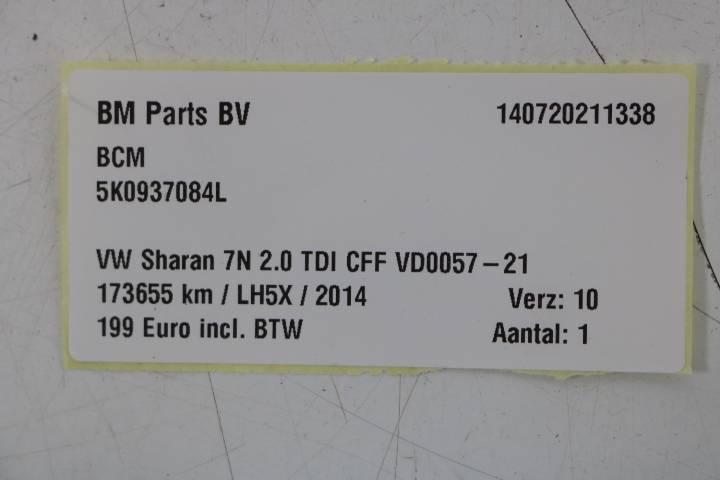 BM Parts BV 140720211338
BCM
5K0937084L
VW Sharan 7N 2.0 TDI CFF VD0057-21
173655 km / LH5X / 2014 Verz: 10
199 Euro incl. BTW Aantal: 1